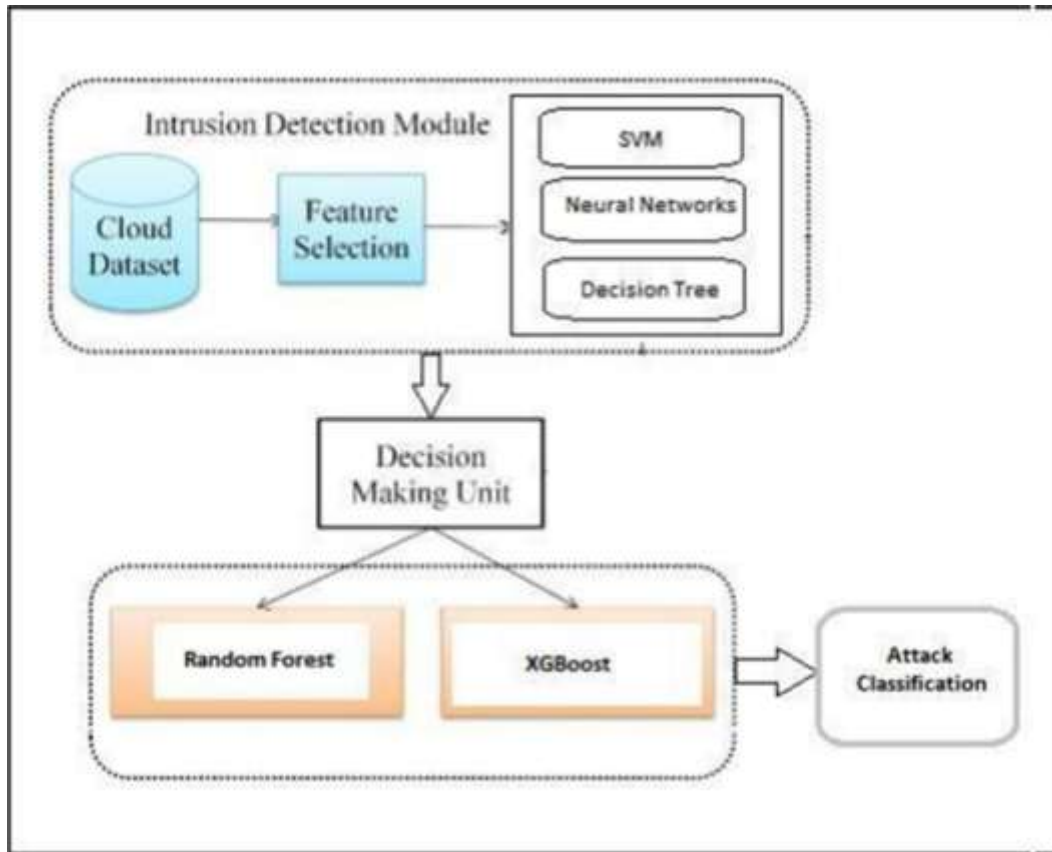 Intrusion Detection Module
Cloud
Dataset
Feature
Selection
SVM
Neural Networks
Decision Tree
Decision
Making Unit
Random Forest
XGBoost
Attack
Classification